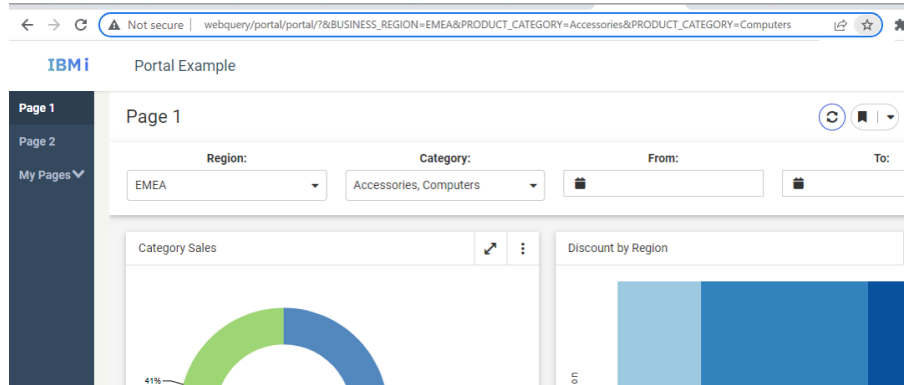 Not secure webquery/portal/portal/?&BUSINESS_REGION=EMEA&PRODUCT_CATEGORY=Accessories&PRODUCT_CATEGORY=Computers
IBM i Portal Example
Page 1
Page 2
My Pages
Page 1
Region: Category: From: To:
EMEA Accessories, Computers
Category Sales Discount by Region
41%